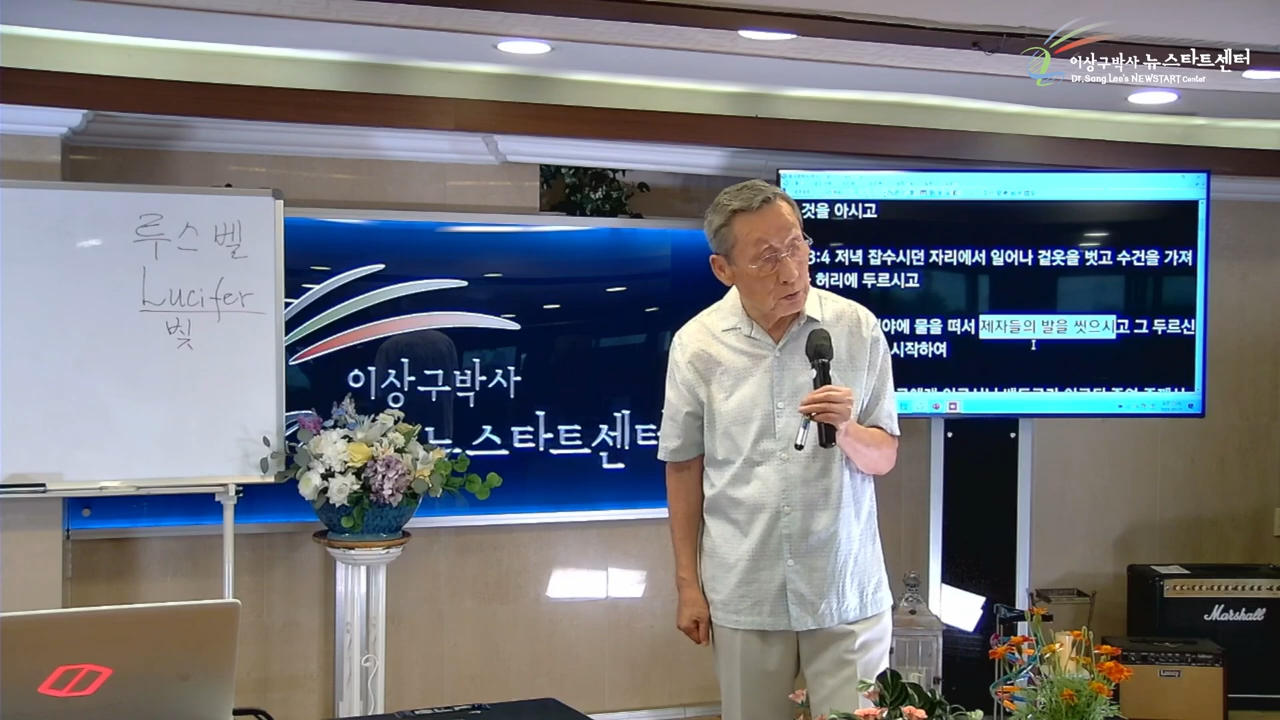 이상구박사 뉴스타트센터
Dr. Sang Lee's NEWSTART Center
루스벨
Lucifer
빛
이상구박사
뉴스타트센터
것을 아시고
3:4 저녁 잡수시던 자리에서 일어나 겉옷을 벗고 수건을 가져
허리에 두르시고
물을 떠서 제자들의 발을 씻으시고 그 두르신
시작하여
Marshall
Laney